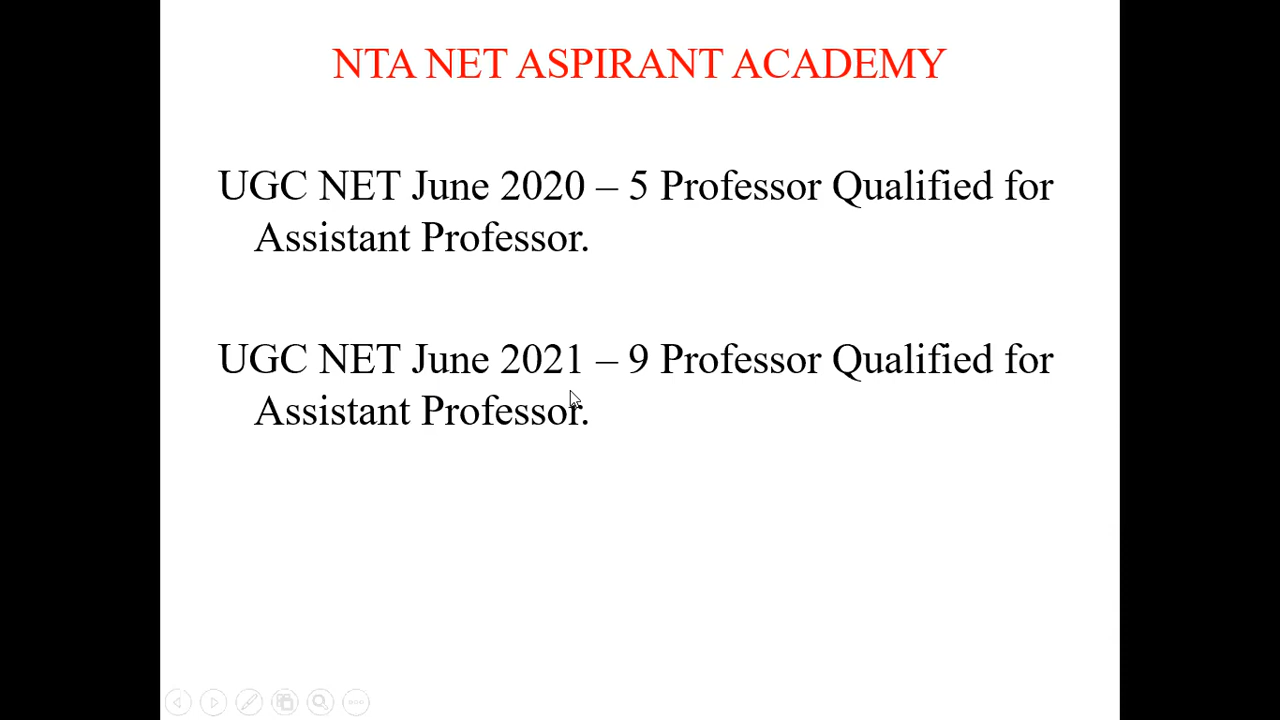 NTA NET ASPIRANT ACADEMY
UGC NET June 2020 – 5 Professor Qualified for
Assistant Professor.
UGC NET June 2021 – 9 Professor Qualified for
Assistant Professor.